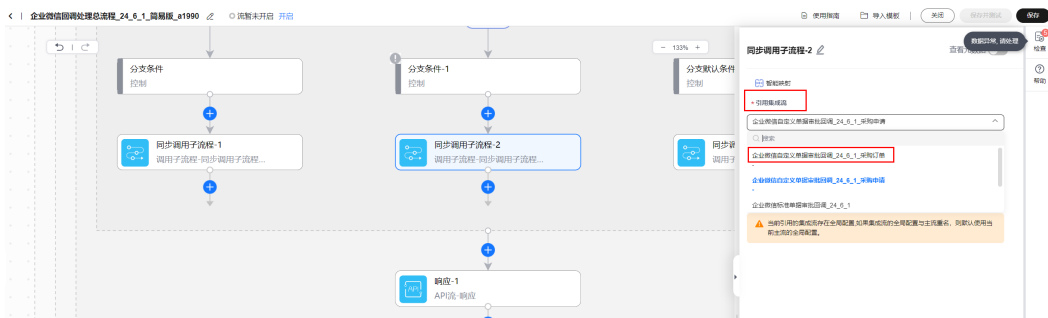 企业微信回调处理总流程_24_6_1_简易版_a1990
流暂未开启 开启
使用指南
导入模板
关闭
保存并测试
保存
133%
分支条件
控制
分支条件-1
控制
分支默认条件
控制
同步调用子流程-1
调用子流程-同步调用子流程...
同步调用子流程-2
调用子流程-同步调用子流程...
同步调
调用子
响应-1
API流-响应
API
同步调用子流程-2
数据异常, 请处理
检查
帮助
智能映射
* 引用集成流
企业微信自定义单据审批回调_24_6_1_采购申请
搜索
企业微信自定义单据审批回调_24_6_1_采购订单
-
企业微信自定义单据审批回调_24_6_1_采购申请
-
企业微信标准单据审批回调_24_6_1
当前引用的集成流存在全局配置,如果集成流的全局配置与主流重名，则默认使用当
前主流的全局配置。